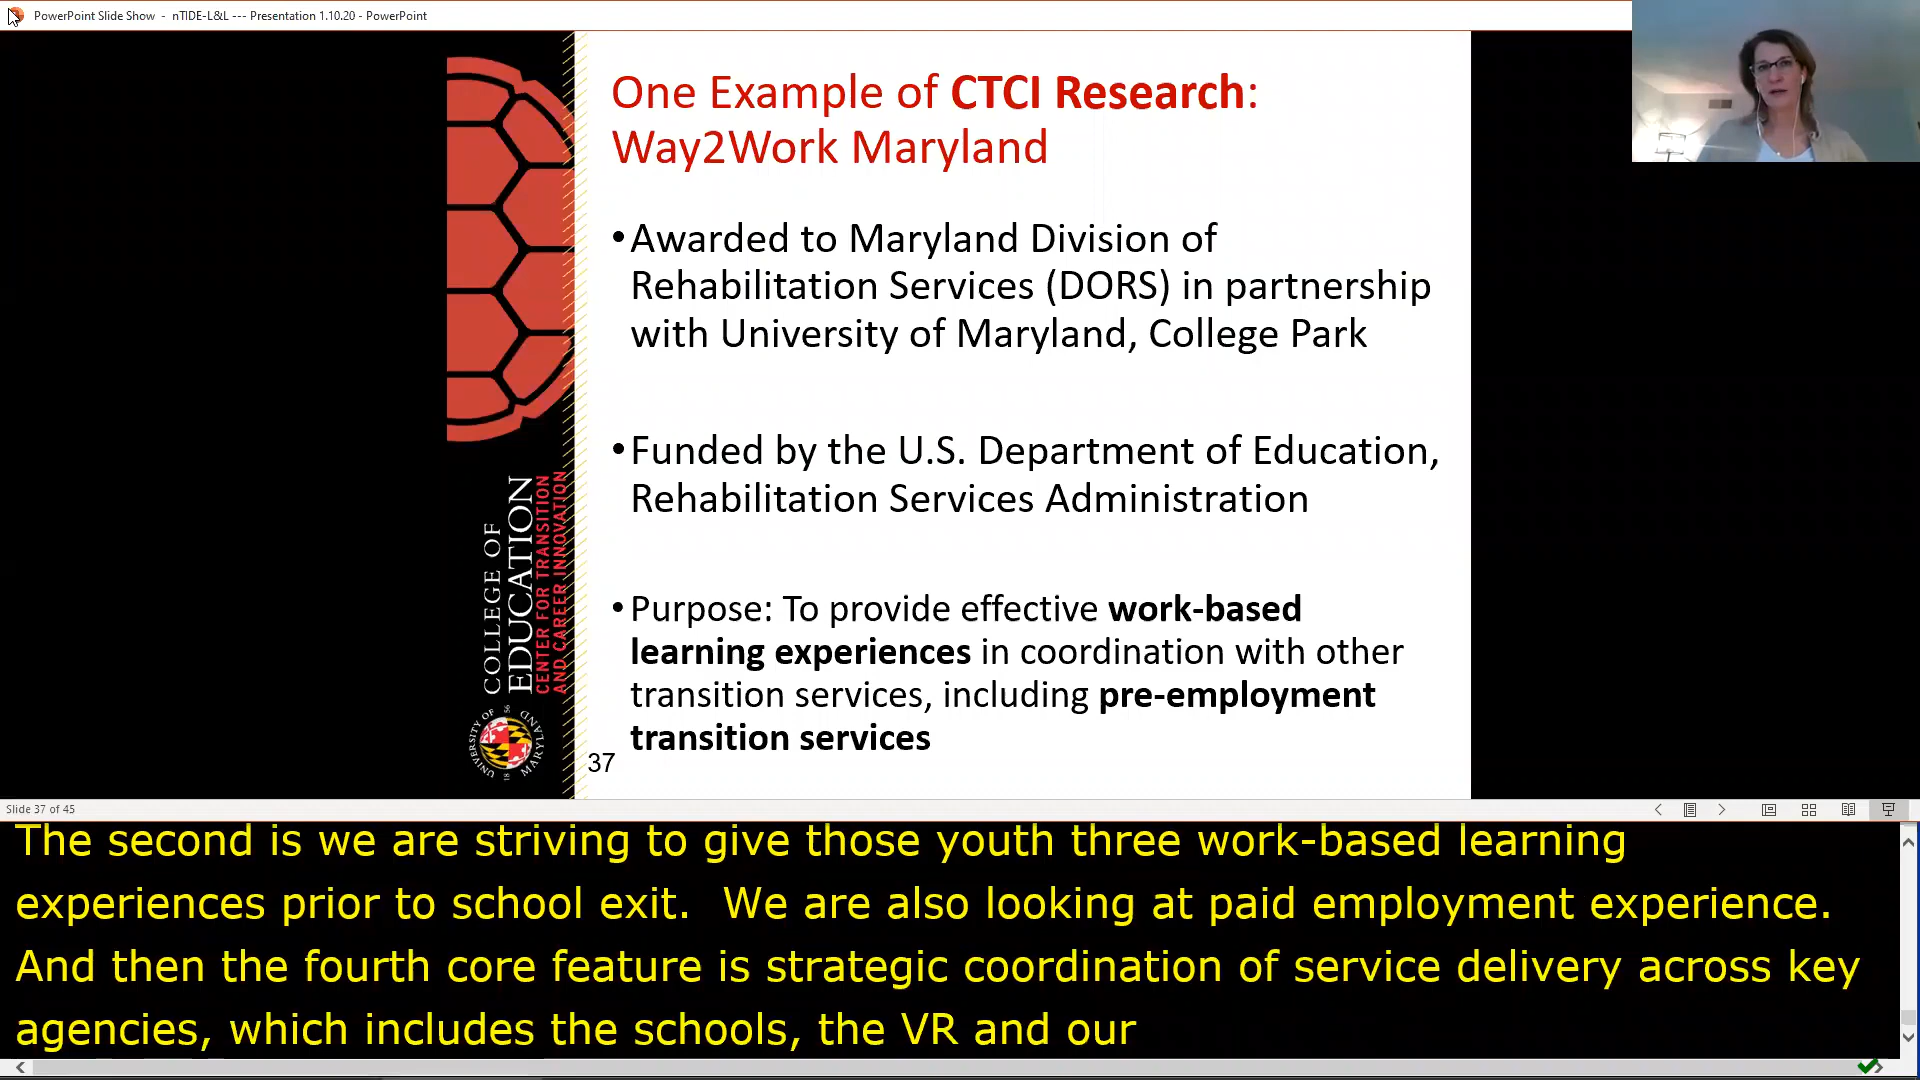 PowerPoint Slide Show - nTIDE-L&L --- Presentation 1.10.20 - PowerPoint
One Example of CTCI Research:
Way2Work Maryland
•Awarded to Maryland Division of
Rehabilitation Services (DORS) in partnership
with University of Maryland, College Park
•Funded by the U.S. Department of Education,
Rehabilitation Services Administration
•Purpose: To provide effective work-based
learning experiences in coordination with other
transition services, including pre-employment
transition services
37
COLLEGE OF
EDUCATION
CENTER FOR TRANSITION
AND CAREER INNOVATION
UNIVERSITY OF MARYLAND
18 56
Slide 37 of 45
The second is we are striving to give those youth three work-based learning
experiences prior to school exit.  We are also looking at paid employment experience.
And then the fourth core feature is strategic coordination of service delivery across key
agencies, which includes the schools, the VR and our